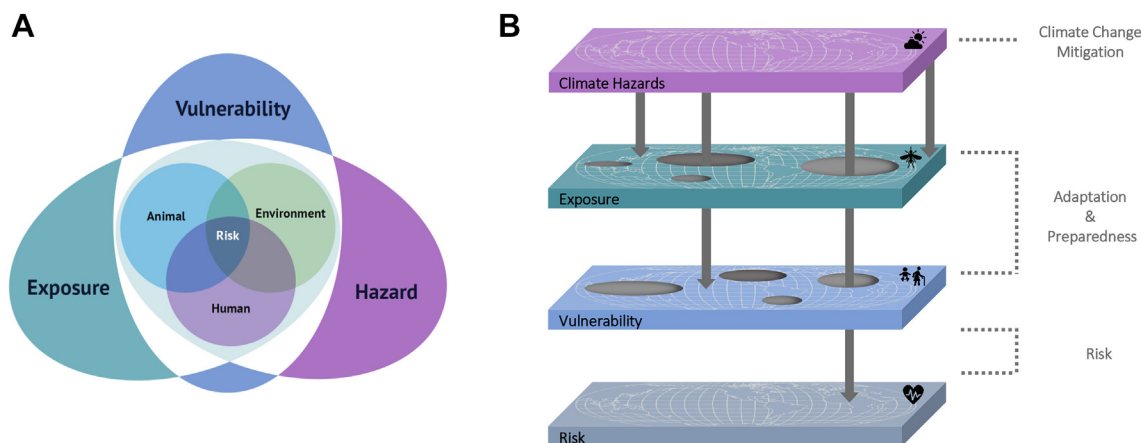 A
Vulnerability
Animal
Environment
Risk
Exposure
Human
Hazard
B
Climate Hazards
Climate Change
Mitigation
Exposure
Adaptation
&
Preparedness
Vulnerability
Risk
Risk